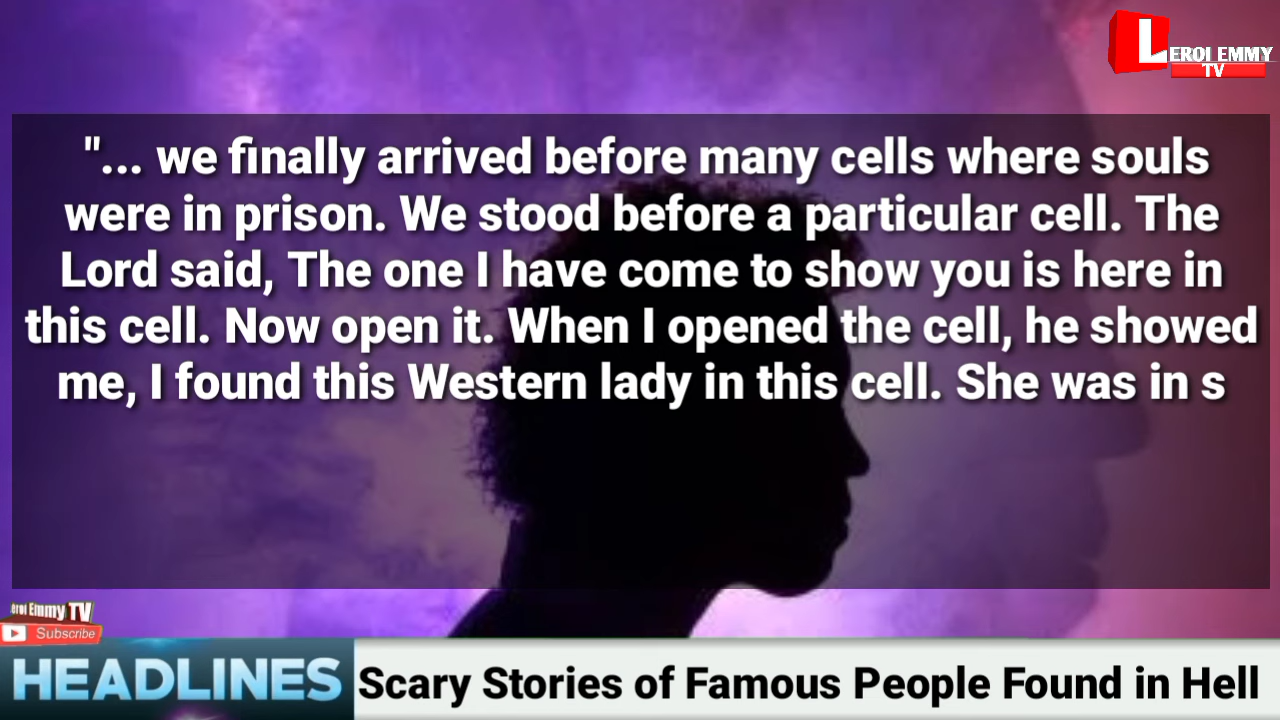 LEROI EMMY
TV
"... we finally arrived before many cells where souls
were in prison. We stood before a particular cell. The
Lord said, The one I have come to show you is here in
this cell. Now open it. When I opened the cell, he showed
me, I found this Western lady in this cell. She was in s
eroi Emmy TV
Subscribe
HEADLINES
Scary Stories of Famous People Found in Hell